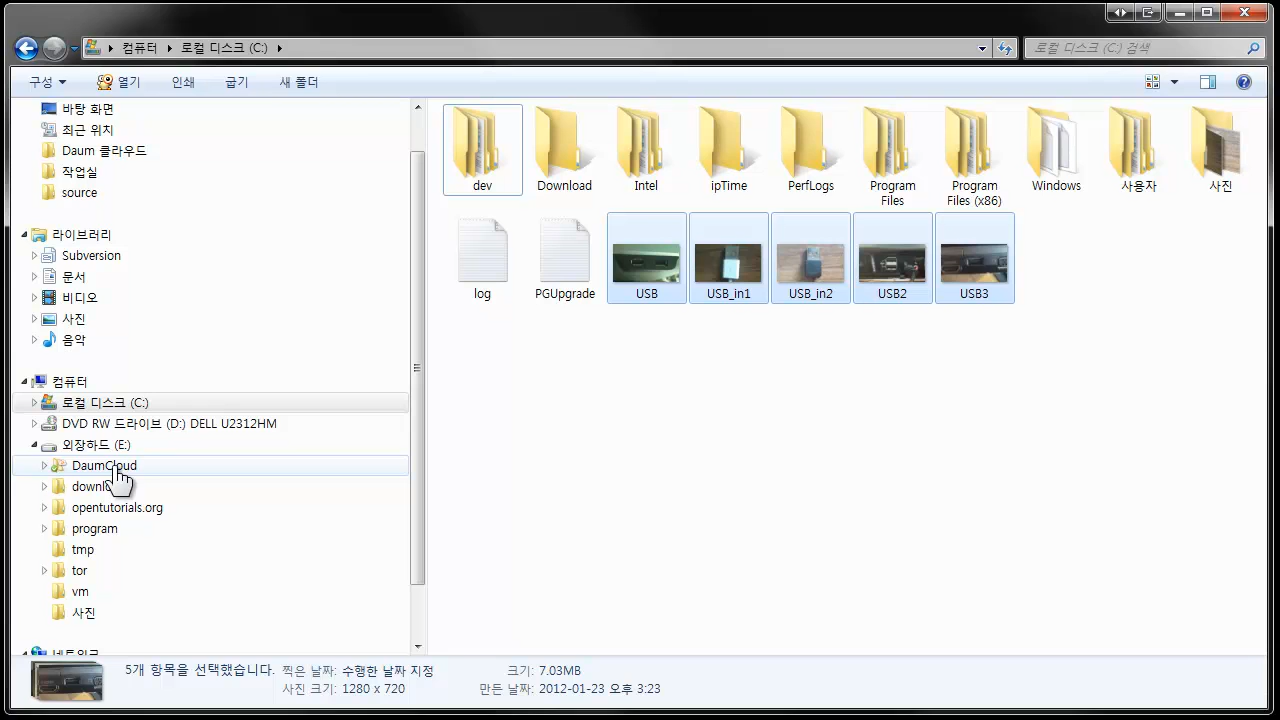 컴퓨터 로컬 디스크 (C:)
로컬 디스크 (C:) 검색
구성 열기 인쇄 굽기 새 폴더
바탕 화면
최근 위치
Daum 클라우드
작업실
source
라이브러리
Subversion
문서
비디오
사진
음악
컴퓨터
로컬 디스크 (C:)
DVD RW 드라이브 (D:) DELL U2312HM
외장하드 (E:)
DaumCloud
opentutorials.org
program
tmp
tor
vm
사진
네트워크
dev
Download
Intel
ipTime
PerfLogs
Program
Files
Program
Files (x86)
Windows
사용자
사진
log
PGUpgrade
USB
USB_in1
USB_in2
USB2
USB3
5개 항목을 선택했습니다. 찍은 날짜: 수행한 날짜 지정 크기: 7.03MB
사진 크기: 1280 x 720 만든 날짜: 2012-01-23 오후 3:23